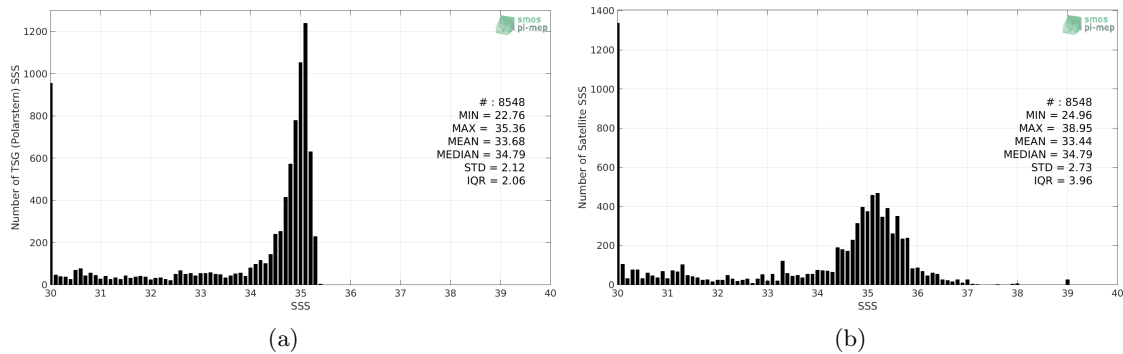 smos
pi-mep
Number of TSG (Polarstern) SSS
1200
1000
800
600
400
200
0
# : 8548
MIN = 22.76
MAX = 35.36
MEAN = 33.68
MEDIAN = 34.79
STD = 2.12
IQR = 2.06
30 31 32 33 34 35 36 37 38 39 40
SSS
(a)
smos
pi-mep
Number of Satellite SSS
1400
1200
1000
800
600
400
200
0
# : 8548
MIN = 24.96
MAX = 38.95
MEAN = 33.44
MEDIAN = 34.79
STD = 2.73
IQR = 3.96
30 31 32 33 34 35 36 37 38 39 40
SSS
(b)